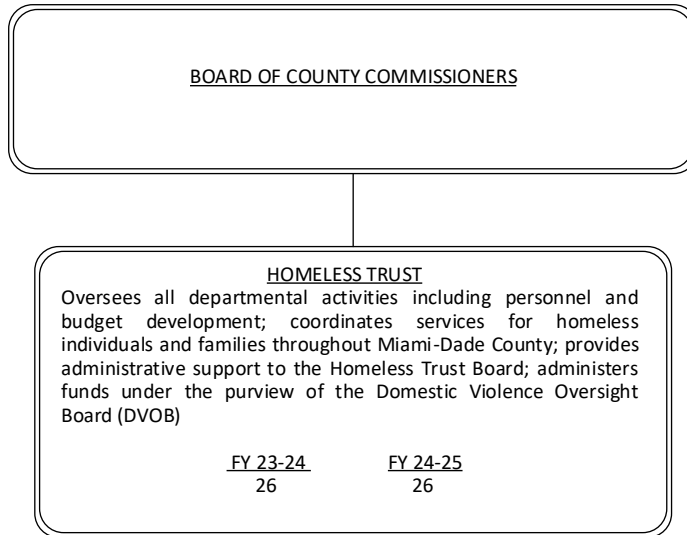 BOARD OF COUNTY COMMISSIONERS
HOMELESS TRUST
Oversees all departmental activities including personnel and
budget development; coordinates services for homeless
individuals and families throughout Miami-Dade County; provides
administrative support to the Homeless Trust Board; administers
funds under the purview of the Domestic Violence Oversight
Board (DVOB)
FY 23-24 FY 24-25
26 26